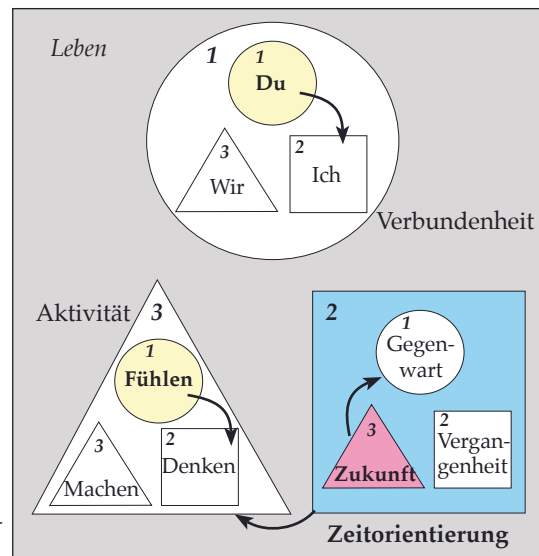 Leben
1
1
Du
3
Wir
2
Ich
Verbundenheit
Aktivität
3
1
Fühlen
3
Machen
2
Denken
2
1
Gegen-
wart
3
Zukunft
2
Vergan-
genheit
Zeitorientierung